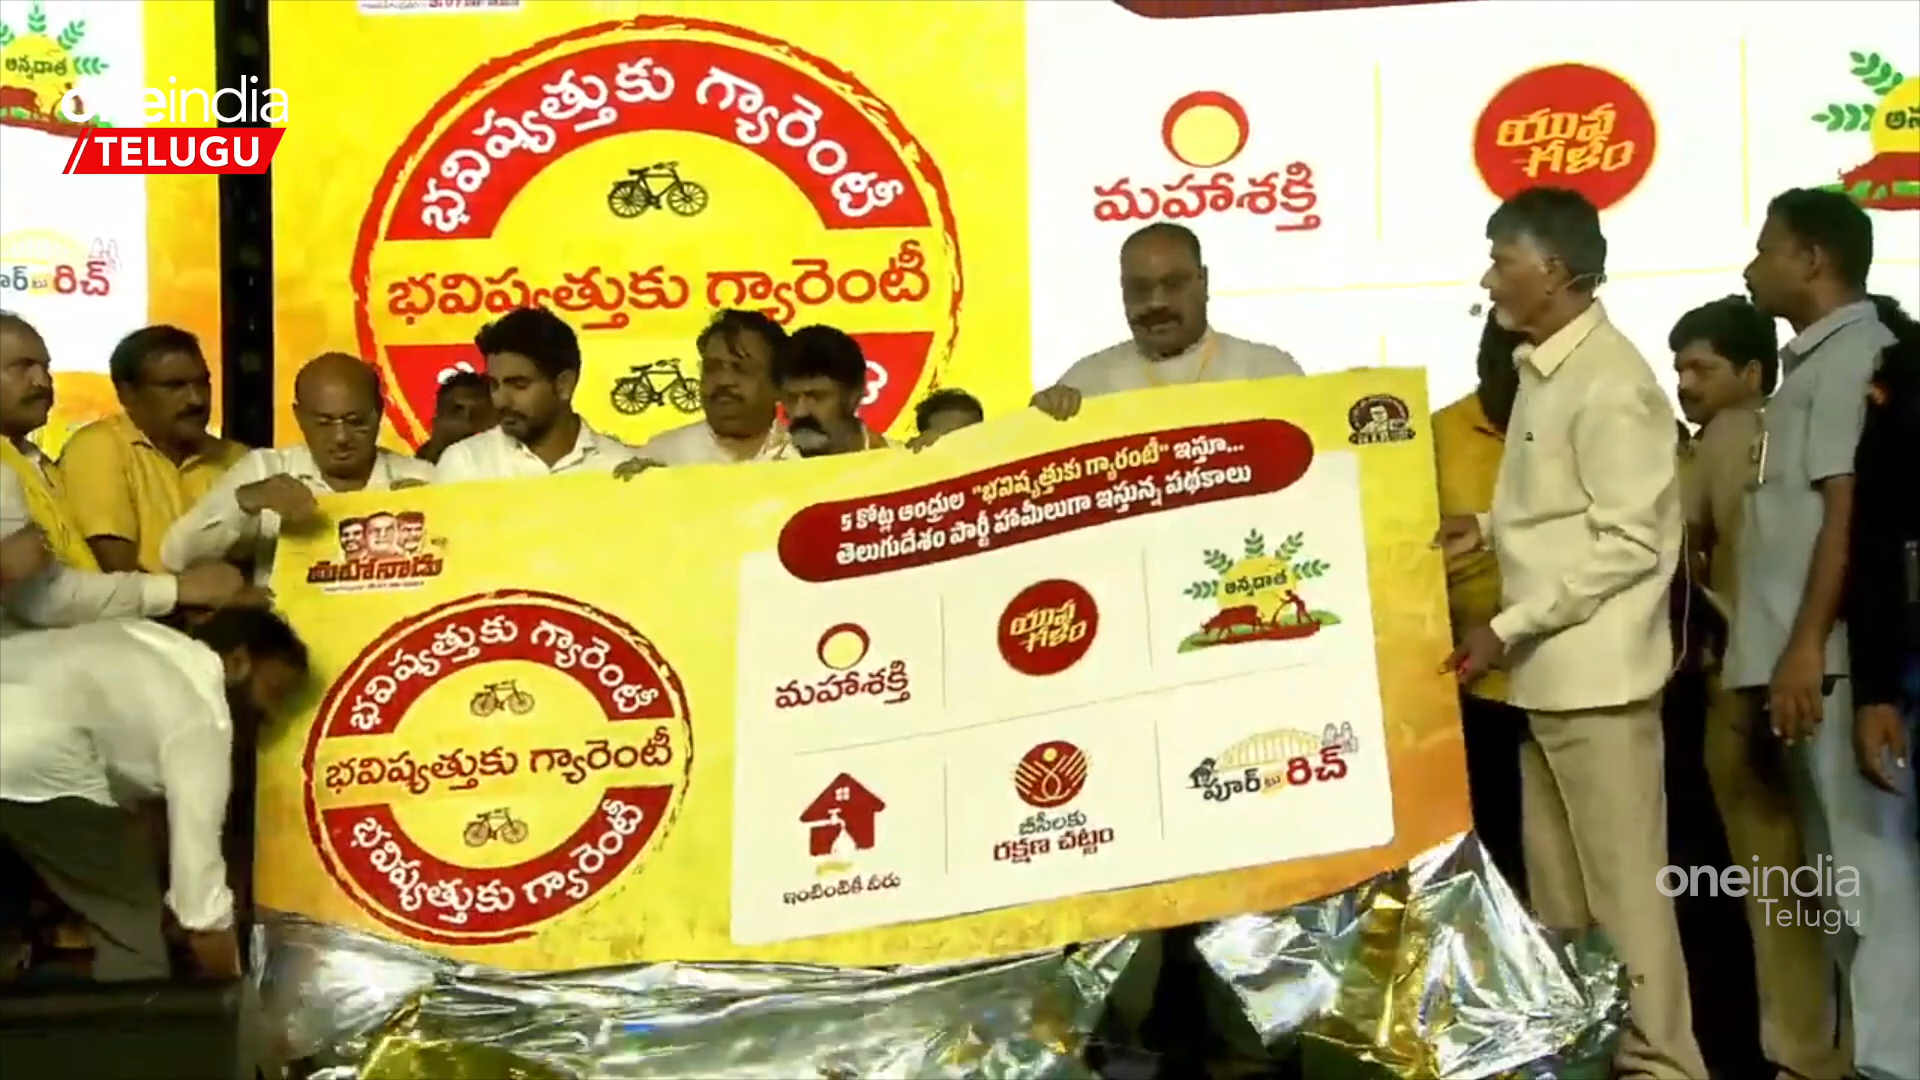 oneindia
TELUGU
అన్నదాత
రిచ్
భవిష్యత్తుకు గ్యారెంటీ
భవిష్యత్తుకు గ్యారెంటీ
మహాశక్తి
యువ
గళం
5 కోట్ల ఆంధ్రుల "భవిష్యత్తుకు గ్యారంటీ" ఇస్తూ...
తెలుగుదేశం పార్టీ హామీలుగా ఇస్తున్న పథకాలు
మహానాడు
భవిష్యత్తుకు గ్యారెంటీ
భవిష్యత్తుకు గ్యారెంటీ
భవిష్యత్తుకు గ్యారెంటీ
మహాశక్తి
యువ
గళం
అన్నదాత
ఇంటింటికీ నీరు
బీసీలకు
రక్షణ చట్టం
పూర్ టు రిచ్
oneindia
Telugu